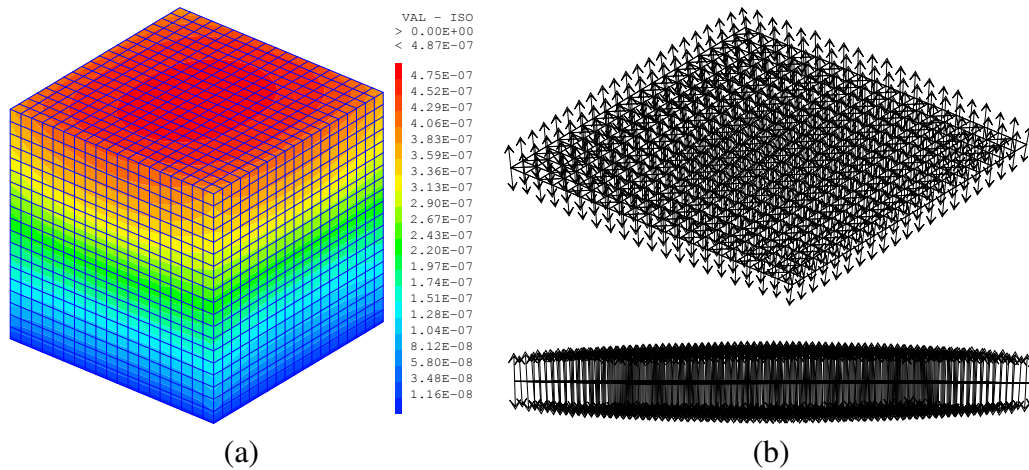 VAL - ISO
> 0.00E+00
< 4.87E-07
4.75E-07
4.52E-07
4.29E-07
4.06E-07
3.83E-07
3.59E-07
3.36E-07
3.13E-07
2.90E-07
2.67E-07
2.43E-07
2.20E-07
1.97E-07
1.74E-07
1.51E-07
1.28E-07
1.04E-07
8.12E-08
5.80E-08
3.48E-08
1.16E-08
(a)
(b)